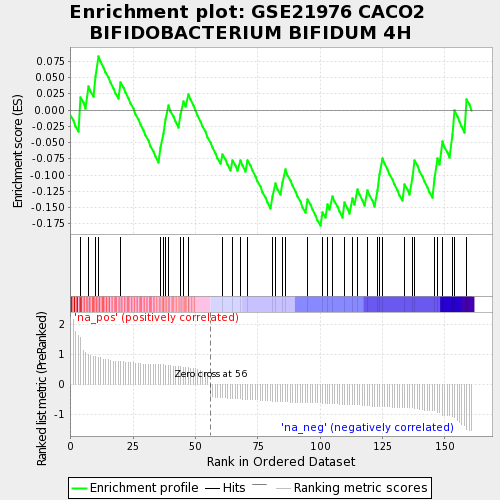 Enrichment plot: GSE21976 CACO2
BIFIDOBACTERIUM BIFIDUM 4H
Enrichment score (ES)
0.075
0.050
0.025
0.000
-0.025
-0.050
-0.075
-0.100
-0.125
-0.150
-0.175
'na_pos' (positively correlated)
Ranked list metric (PreRanked)
2
1
0
-1
Zero cross at 56
'na_neg' (negatively correlated)
0 25 50 75 100 125 150
Rank in Ordered Dataset
Enrichment profile Hits Ranking metric scores